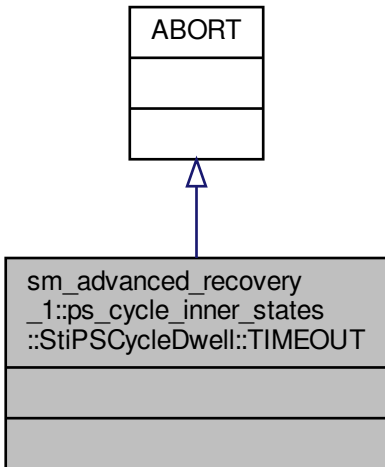 ABORT
sm_advanced_recovery
_1::ps_cycle_inner_states
::StiPSCycleDwell::TIMEOUT